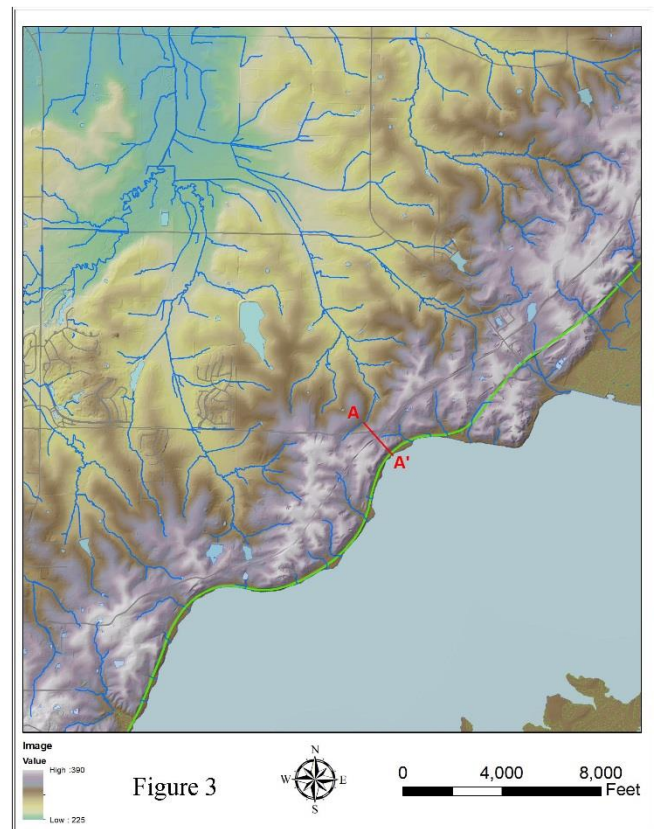 A
A'
Image
Value
High :390
Low : 225
Figure 3
N
W E
S
0 4,000 8,000
Feet